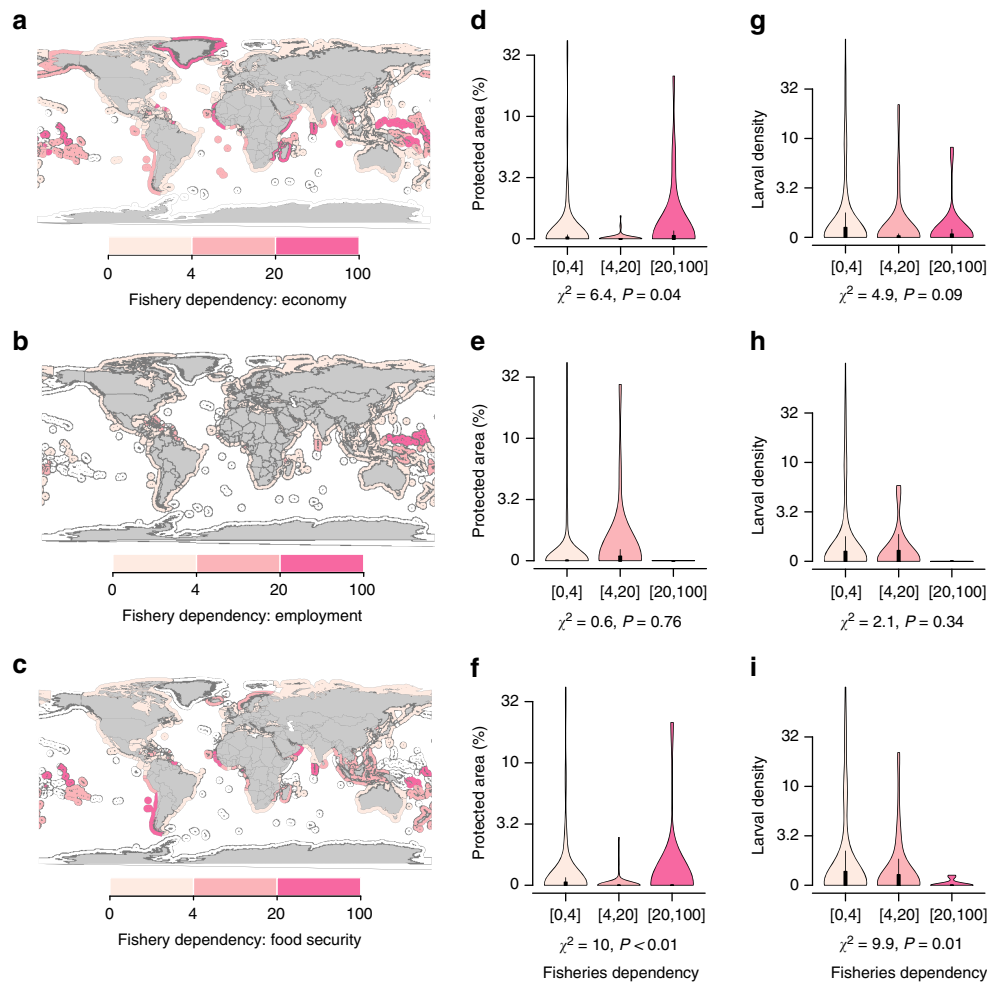 a
0 4 20 100
Fishery dependency: economy
d
Protected area (%)
32
10
3.2
0
[0,4] [4,20] [20,100]
χ² = 6.4, P = 0.04
g
Larval density
32
10
3.2
0
[0,4] [4,20] [20,100]
χ² = 4.9, P = 0.09
b
0 4 20 100
Fishery dependency: employment
e
Protected area (%)
32
10
3.2
0
[0,4] [4,20] [20,100]
χ² = 0.6, P = 0.76
h
Larval density
32
10
3.2
0
[0,4] [4,20] [20,100]
χ² = 2.1, P = 0.34
c
0 4 20 100
Fishery dependency: food security
f
Protected area (%)
32
10
3.2
0
[0,4] [4,20] [20,100]
χ² = 10, P < 0.01
Fisheries dependency
i
Larval density
32
10
3.2
0
[0,4] [4,20] [20,100]
χ² = 9.9, P = 0.01
Fisheries dependency